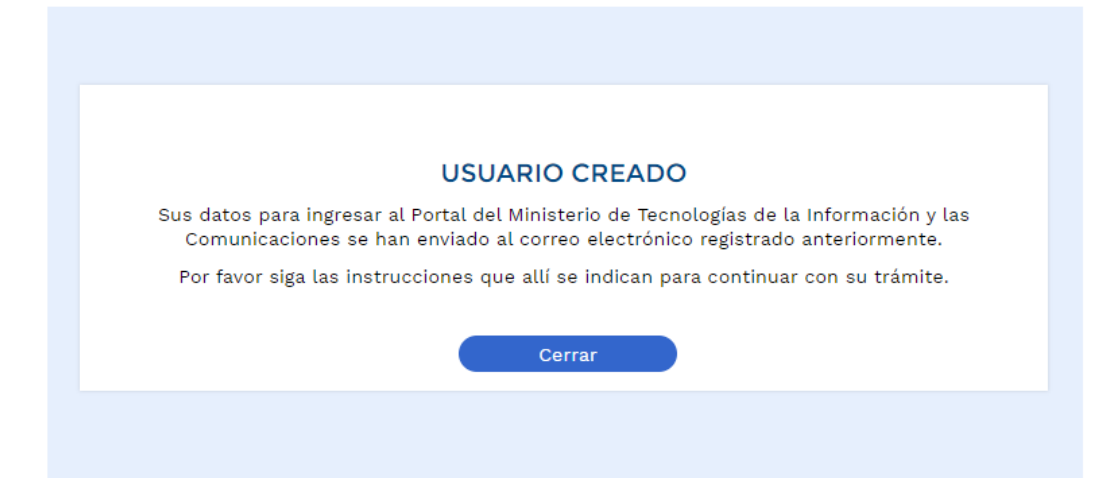 USUARIO CREADO
Sus datos para ingresar al Portal del Ministerio de Tecnologías de la Información y las
Comunicaciones se han enviado al correo electrónico registrado anteriormente.
Por favor siga las instrucciones que allí se indican para continuar con su trámite.
Cerrar